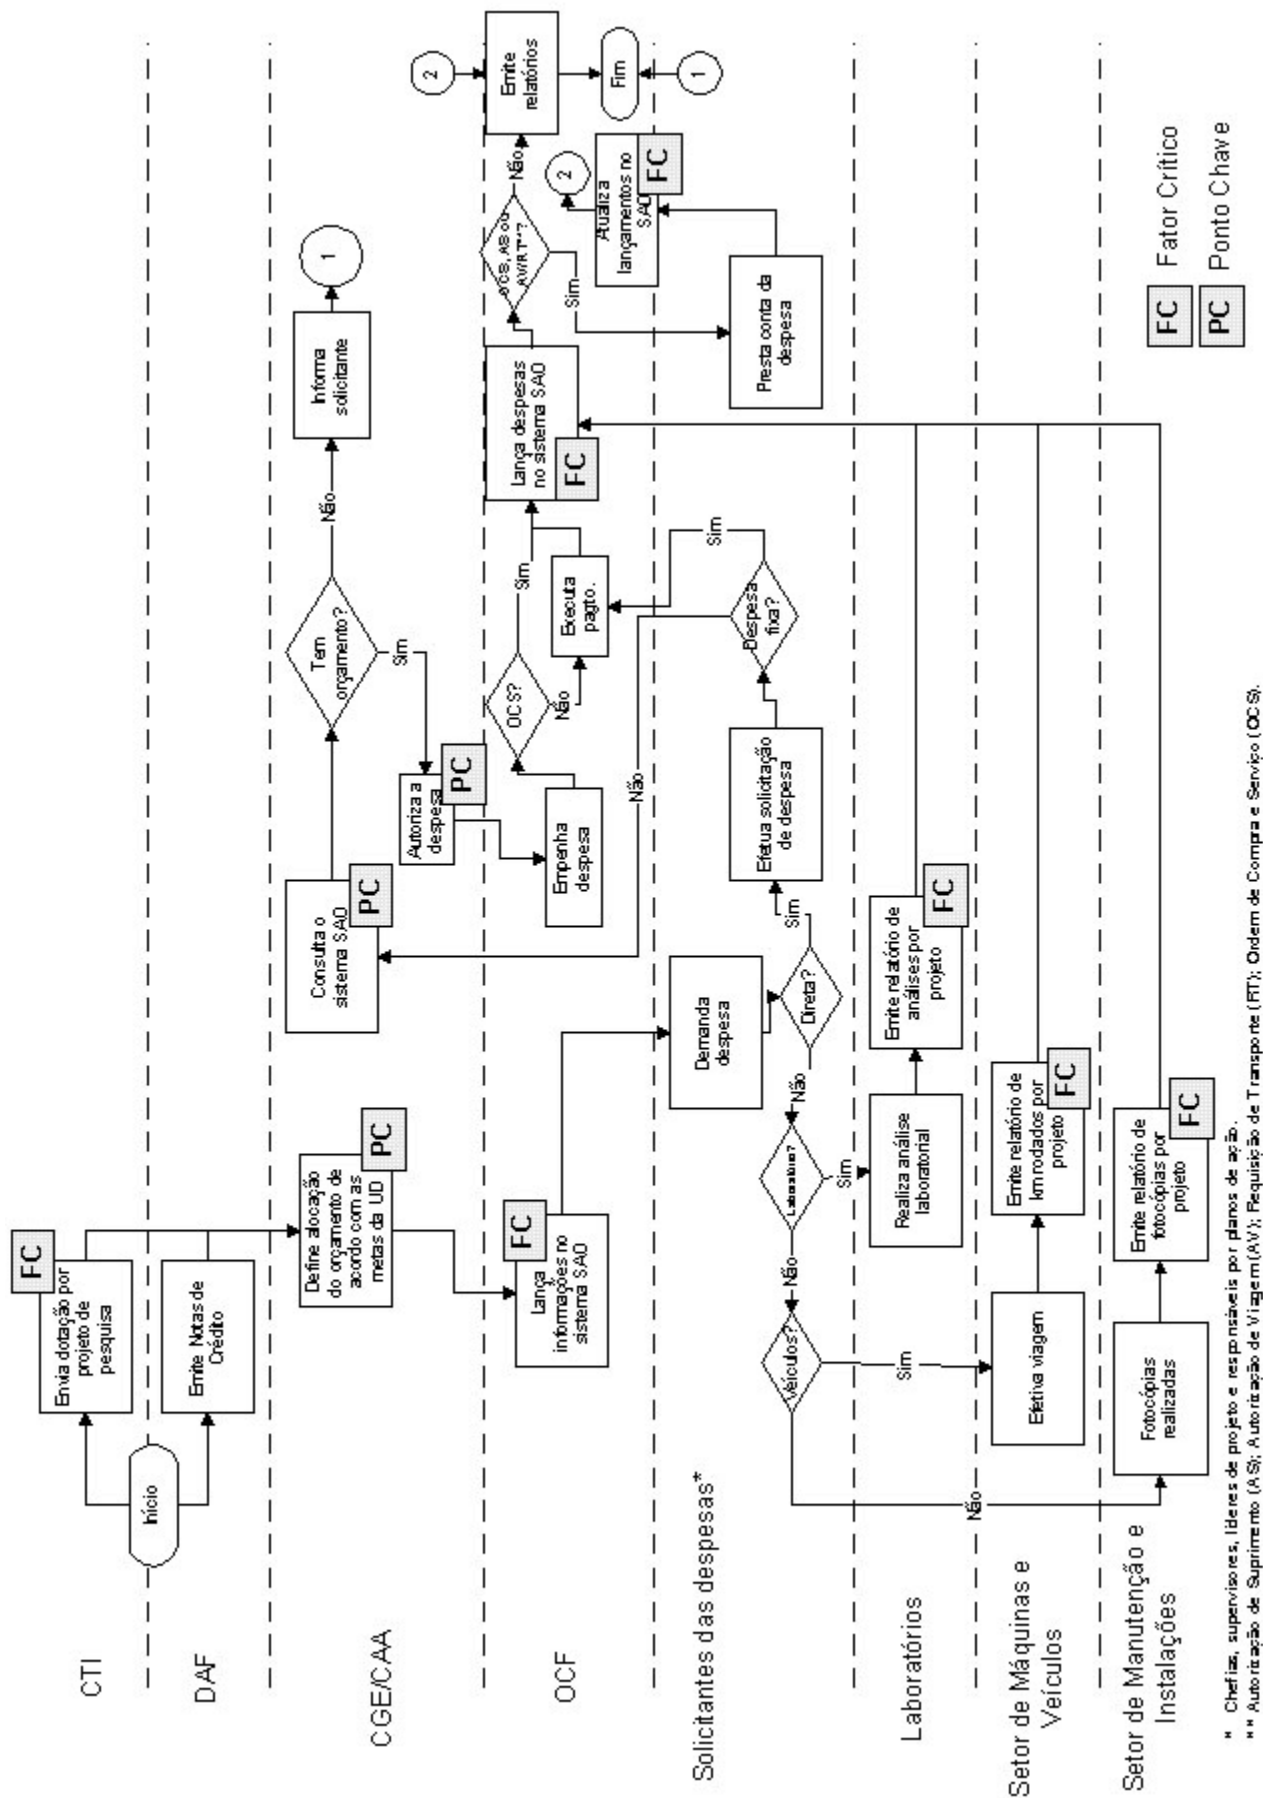 CTI
DAF
CGE/CAA
OCF
Solicitantes das despesas*
Laboratórios
Setor de Máquinas e
Veículos
Setor de Manutenção e
Instalações
Início
Envia dotação por
projeto de
pesquisa
FC
Emite Notas de
Crédito
Define alocação
do orçamento de
acordo com as
metas da UD
PC
Lança
informações no
sistema SAO
FC
Demanda
despesa
Direta?
Sim
Não
Laboratório?
Sim
Não
Veículos?
Sim
Não
Realiza análise
laboratorial
Emite relatório de
análises por
projeto
FC
Efetiva viagem
Emite relatório de
km rodados por
projeto
FC
Fotocópias
realizadas
Emite relatório de
fotocópias por
projeto
FC
Efetua solicitação
de despesa
Despesa
fixa?
Sim
Não
Consulta o
sistema SAO
PC
Tem
orçamento?
Não
Sim
Informa
solicitante
1
Autoriza a
despesa
PC
Empenha
despesa
OCS?
Sim
Não
Executa
pagto.
Lança despesas
no sistema SAO
FC
OCS, AS ou
AV/RT**?
Não
Sim
Presta conta da
despesa
Atualiza
lançamentos no
SAO
FC
2
2
Emite
relatórios
Fim
1
FC Fator Crítico
PC Ponto Chave
* Chefias, supervisores, líderes de projeto e responsáveis por planos de ação.
** Autorização de Suprimento (AS); Autorização de Viagem (AV); Requisição de Transporte (RT); Ordem de Compra e Serviço (OCS).